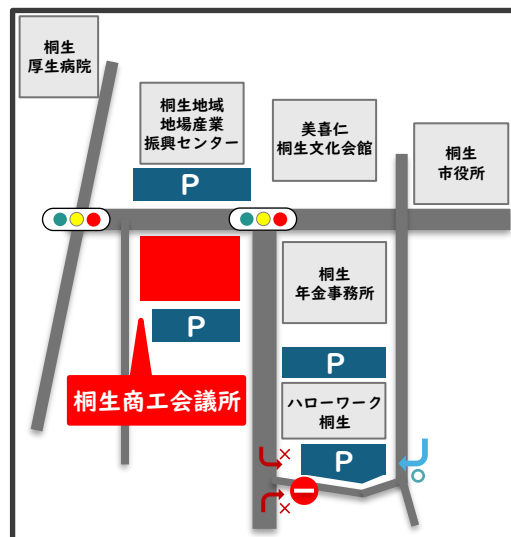 桐生
厚生病院
桐生地域
地場産業
振興センター
美喜仁
桐生文化会館
桐生
市役所
P
桐生
年金事務所
P
桐生商工会議所
P
ハローワーク
桐生
P
×
×